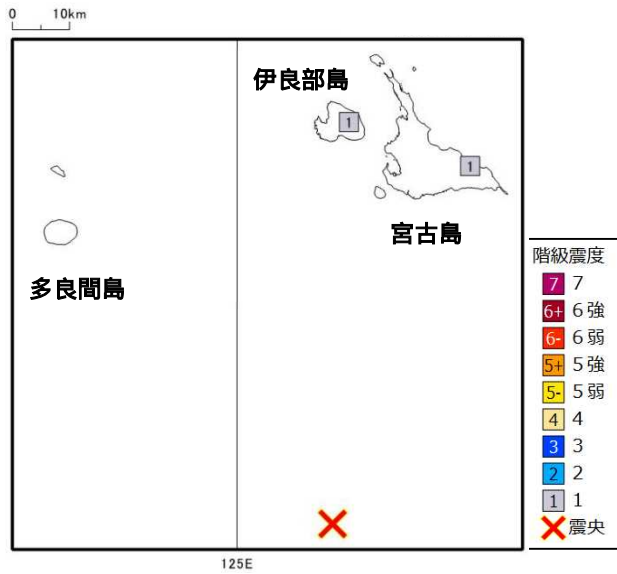 0 10km
伊良部島
1
1
宮古島
多良間島
125E
階級震度
7 7
6+ 6強
6- 6弱
5+ 5強
5- 5弱
4 4
3 3
2 2
1 1
震央